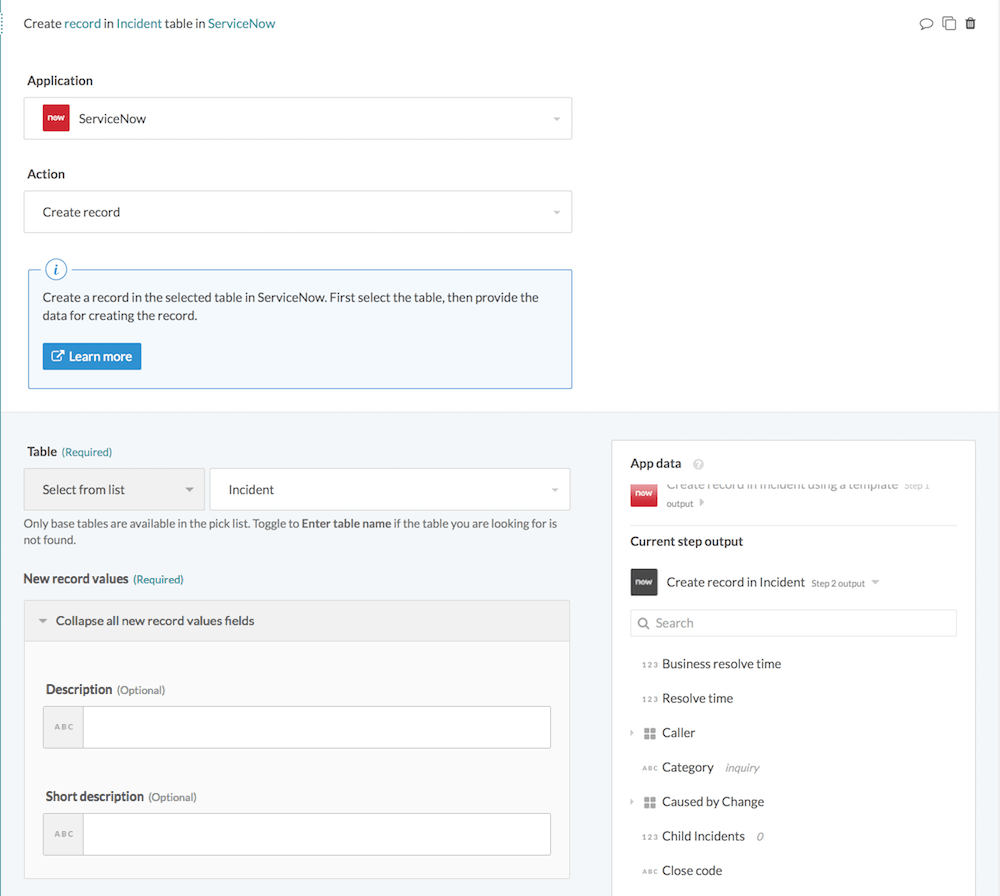 Create record in Incident table in ServiceNow
Application
now ServiceNow
Action
Create record
i
Create a record in the selected table in ServiceNow. First select the table, then provide the
data for creating the record.
Learn more
Table (Required)
Select from list
Incident
Only base tables are available in the pick list. Toggle to Enter table name if the table you are looking for is
not found.
New record values (Required)
Collapse all new record values fields
Description (Optional)
ABC
Short description (Optional)
ABC
App data ?
now Create record in Incident using a template Step 1
output
Current step output
now Create record in Incident Step 2 output
Search
123 Business resolve time
123 Resolve time
Caller
ABC Category inquiry
Caused by Change
123 Child Incidents 0
ABC Close code